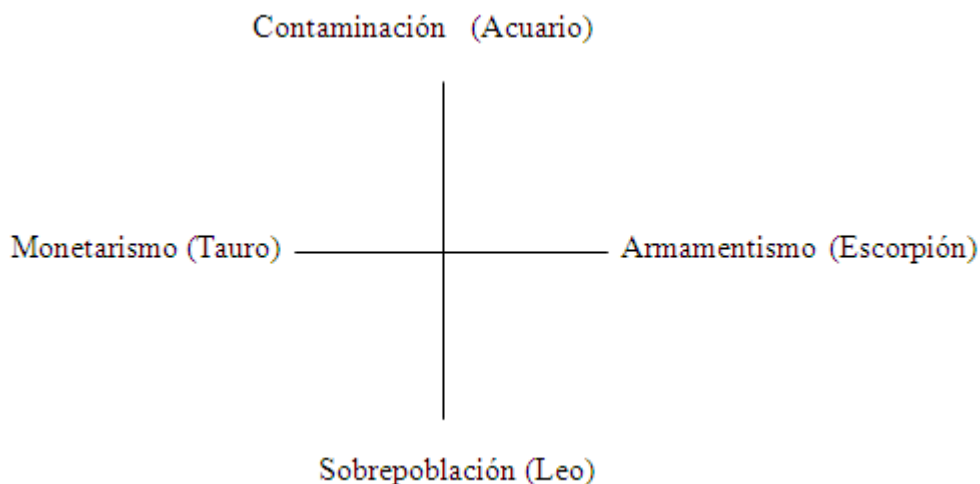 Contaminación (Acuario)
Monetarismo (Tauro)
Armamentismo (Escorpión)
Sobrepoblación (Leo)